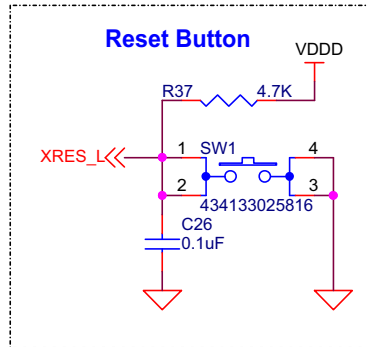 Reset Button
VDDD
R37 4.7K
XRES_L
1 SW1 4
2 3
434133025816
C26
0.1uF